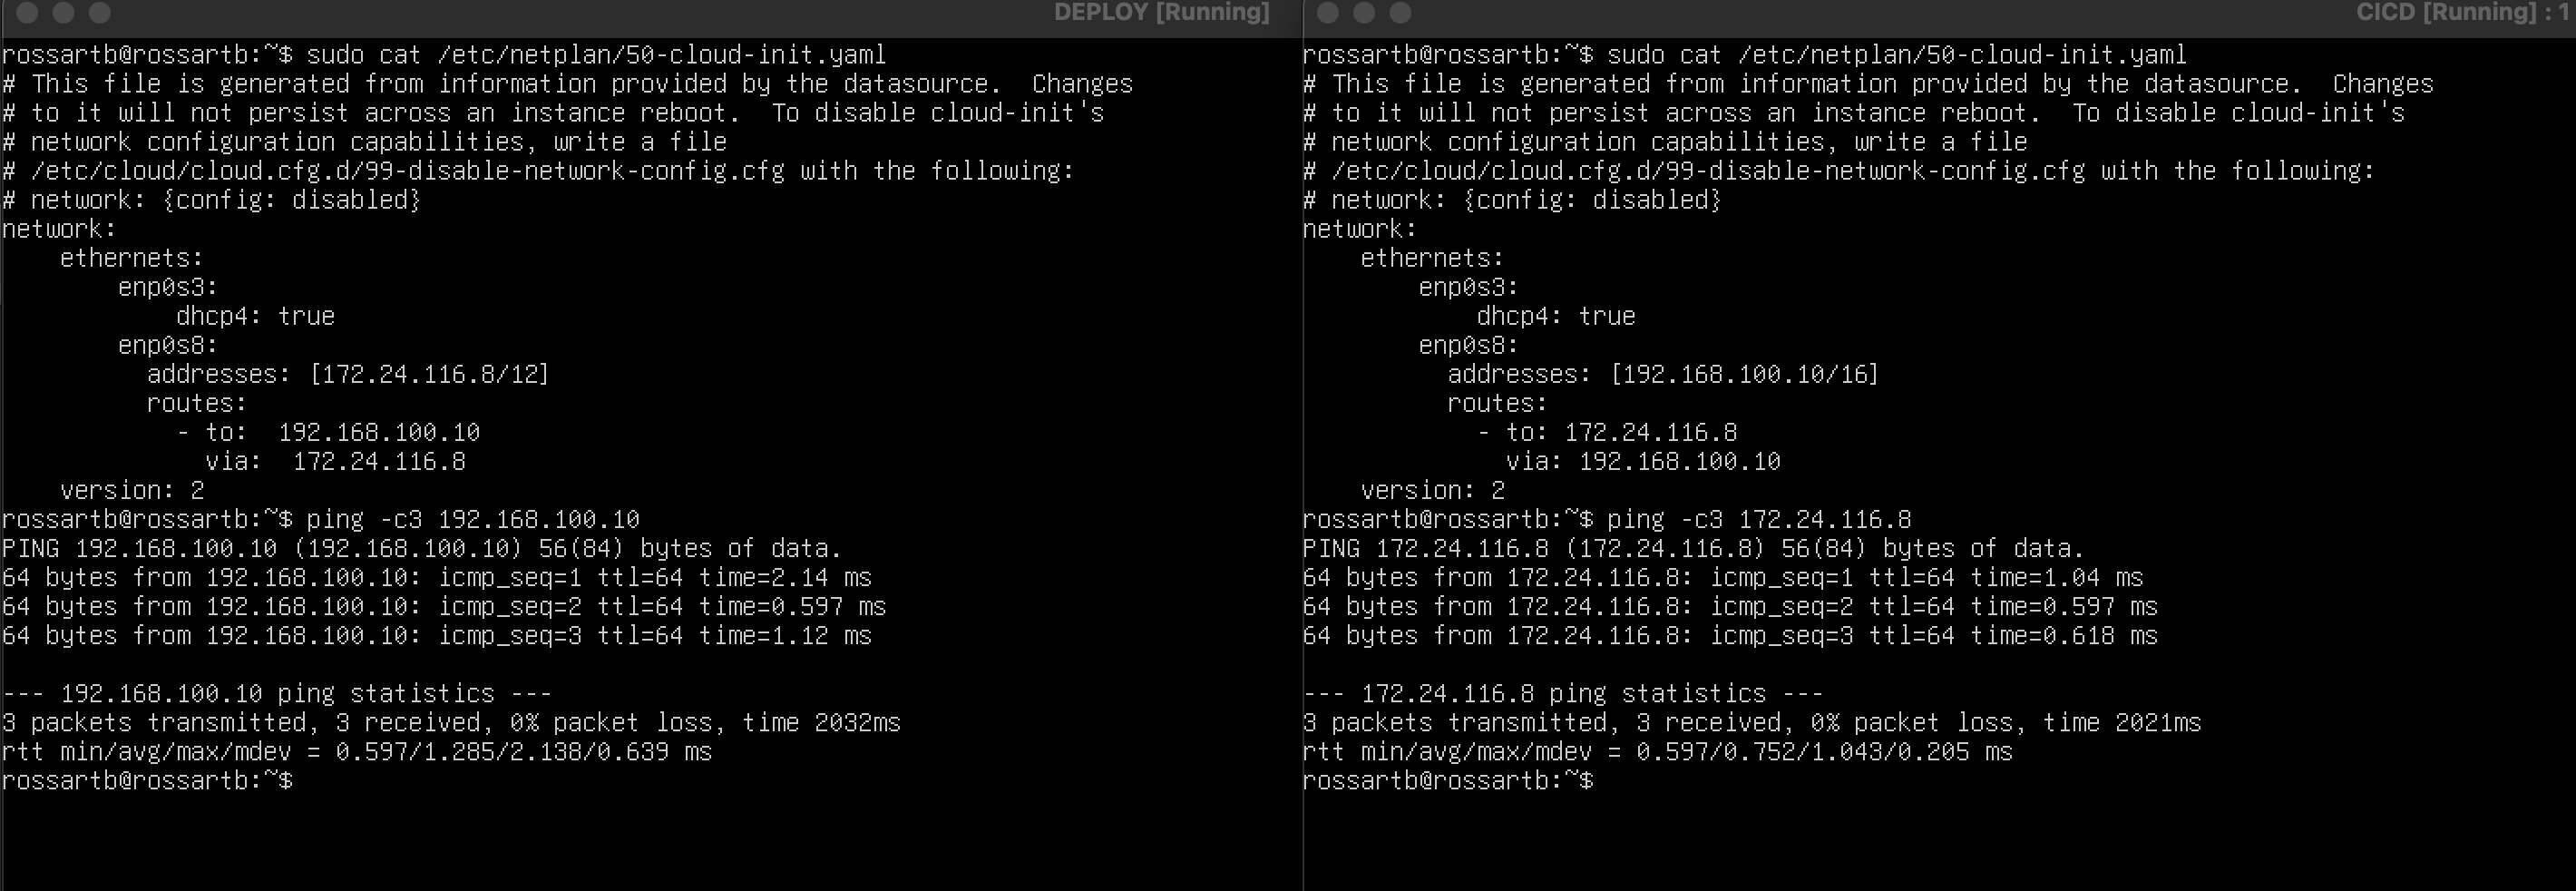 DEPLOY [Running]
rossartb@rossartb:~$ sudo cat /etc/netplan/50-cloud-init.yaml
# This file is generated from information provided by the datasource.  Changes
# to it will not persist across an instance reboot.  To disable cloud-init's
# network configuration capabilities, write a file
# /etc/cloud/cloud.cfg.d/99-disable-network-config.cfg with the following:
# network: {config: disabled}
network:
    ethernets:
        enp0s3:
            dhcp4: true
        enp0s8:
          addresses: [172.24.116.8/12]
          routes:
            - to:  192.168.100.10
              via:  172.24.116.8
    version: 2
rossartb@rossartb:~$ ping -c3 192.168.100.10
PING 192.168.100.10 (192.168.100.10) 56(84) bytes of data.
64 bytes from 192.168.100.10: icmp_seq=1 ttl=64 time=2.14 ms
64 bytes from 192.168.100.10: icmp_seq=2 ttl=64 time=0.597 ms
64 bytes from 192.168.100.10: icmp_seq=3 ttl=64 time=1.12 ms

--- 192.168.100.10 ping statistics ---
3 packets transmitted, 3 received, 0% packet loss, time 2032ms
rtt min/avg/max/mdev = 0.597/1.285/2.138/0.639 ms
rossartb@rossartb:~$
CICD [Running] : 1
rossartb@rossartb:~$ sudo cat /etc/netplan/50-cloud-init.yaml
# This file is generated from information provided by the datasource.  Changes
# to it will not persist across an instance reboot.  To disable cloud-init's
# network configuration capabilities, write a file
# /etc/cloud/cloud.cfg.d/99-disable-network-config.cfg with the following:
# network: {config: disabled}
network:
    ethernets:
        enp0s3:
            dhcp4: true
        enp0s8:
          addresses: [192.168.100.10/16]
          routes:
            - to: 172.24.116.8
              via: 192.168.100.10
    version: 2
rossartb@rossartb:~$ ping -c3 172.24.116.8
PING 172.24.116.8 (172.24.116.8) 56(84) bytes of data.
64 bytes from 172.24.116.8: icmp_seq=1 ttl=64 time=1.04 ms
64 bytes from 172.24.116.8: icmp_seq=2 ttl=64 time=0.597 ms
64 bytes from 172.24.116.8: icmp_seq=3 ttl=64 time=0.618 ms

--- 172.24.116.8 ping statistics ---
3 packets transmitted, 3 received, 0% packet loss, time 2021ms
rtt min/avg/max/mdev = 0.597/0.752/1.043/0.205 ms
rossartb@rossartb:~$